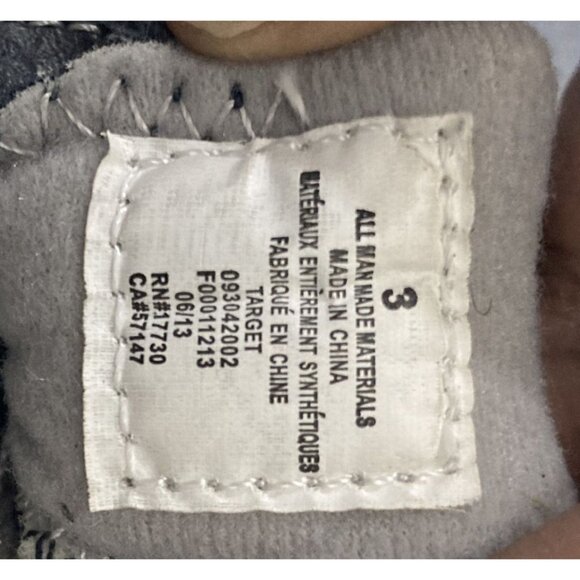 3
ALL MAN MADE MATERIALS
MADE IN CHINA
MATÉRIAUX ENTIÈREMENT SYNTHÉTIQUES
FABRIQUÉ EN CHINE
TARGET
093042002
F00011213
06/13
RN#17730
CA#57147